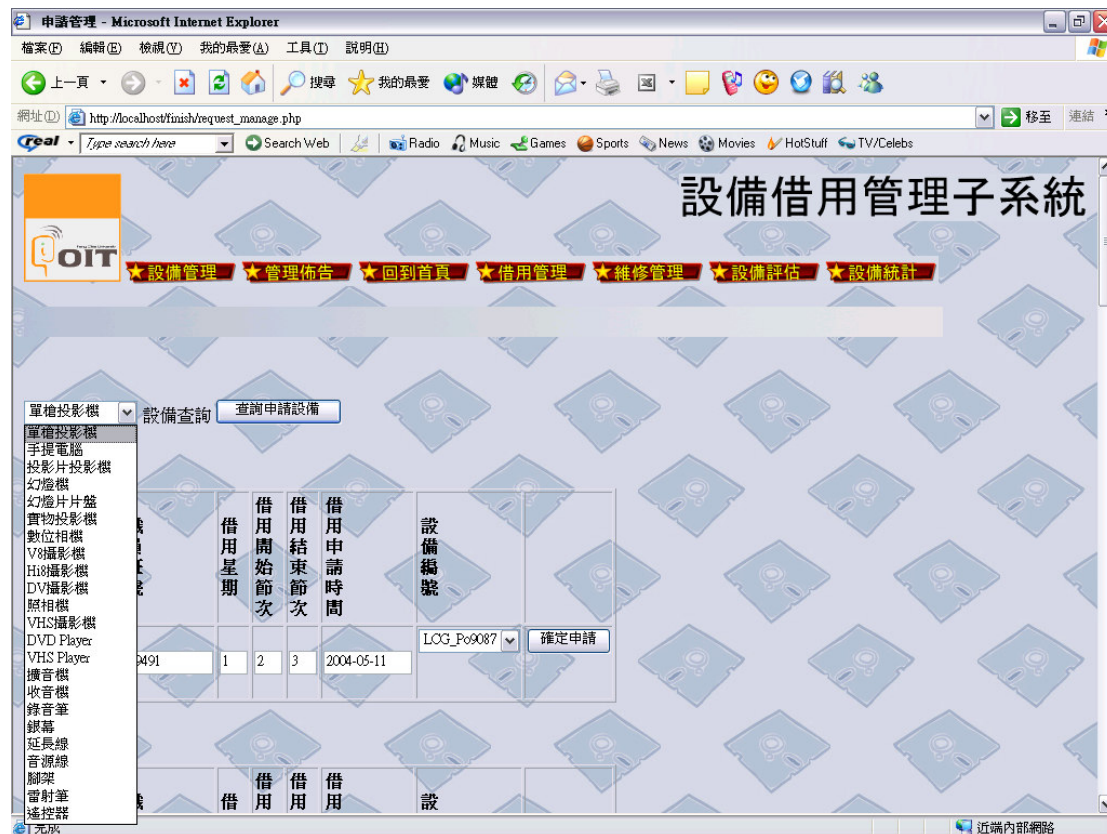 申請管理 - Microsoft Internet Explorer
檔案(F) 編輯(E) 檢視(V) 我的最愛(A) 工具(T) 說明(H)
上一頁 搜尋 我的最愛 媒體
網址(D) http://localhost/finish/request_manage.php 移至 連結
real Type search here Search Web Radio Music Games Sports News Movies HotStuff TV/Celebs
設備借用管理子系統
OIT
設備管理 管理佈告 回到首頁 借用管理 維修管理 設備評估 設備統計
單槍投影機 設備查詢 查詢申請設備
單槍投影機
手提電腦
投影片投影機
幻燈機
幻燈片片盤
實物投影機
數位相機
V8攝影機
Hi8攝影機
DV攝影機
照相機
VHS攝影機
DVD Player
VHS Player
擴音機
收音機
錄音筆
銀幕
延長線
音源線
腳架
雷射筆
遙控器
借用星期 借用開始節次 借用結束節次 借用申請時間 設備編號
9491 1 2 3 2004-05-11 LCG_Po9087 確定申請
借 借用 借用 借用 設
完成 近端內部網路